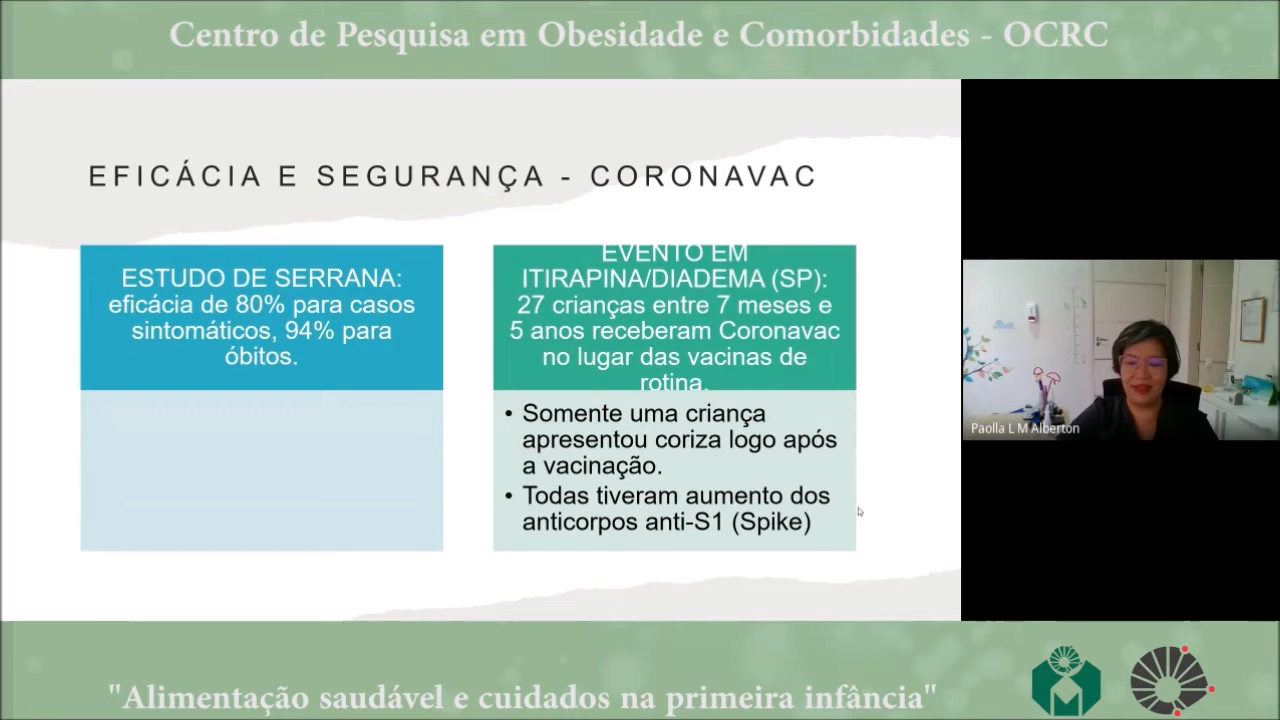 Centro de Pesquisa em Obesidade e Comorbidades - OCRC
EFICÁCIA E SEGURANÇA - CORONAVAC
ESTUDO DE SERRANA:
eficácia de 80% para casos
sintomáticos, 94% para
óbitos.
EVENTO EM
ITIRAPINA/DIADEMA (SP):
27 crianças entre 7 meses e
5 anos receberam Coronavac
no lugar das vacinas de
rotina.
• Somente uma criança
apresentou coriza logo após
a vacinação.
• Todas tiveram aumento dos
anticorpos anti-S1 (Spike)
Paolla L M Alberton
"Alimentação saudável e cuidados na primeira infância"